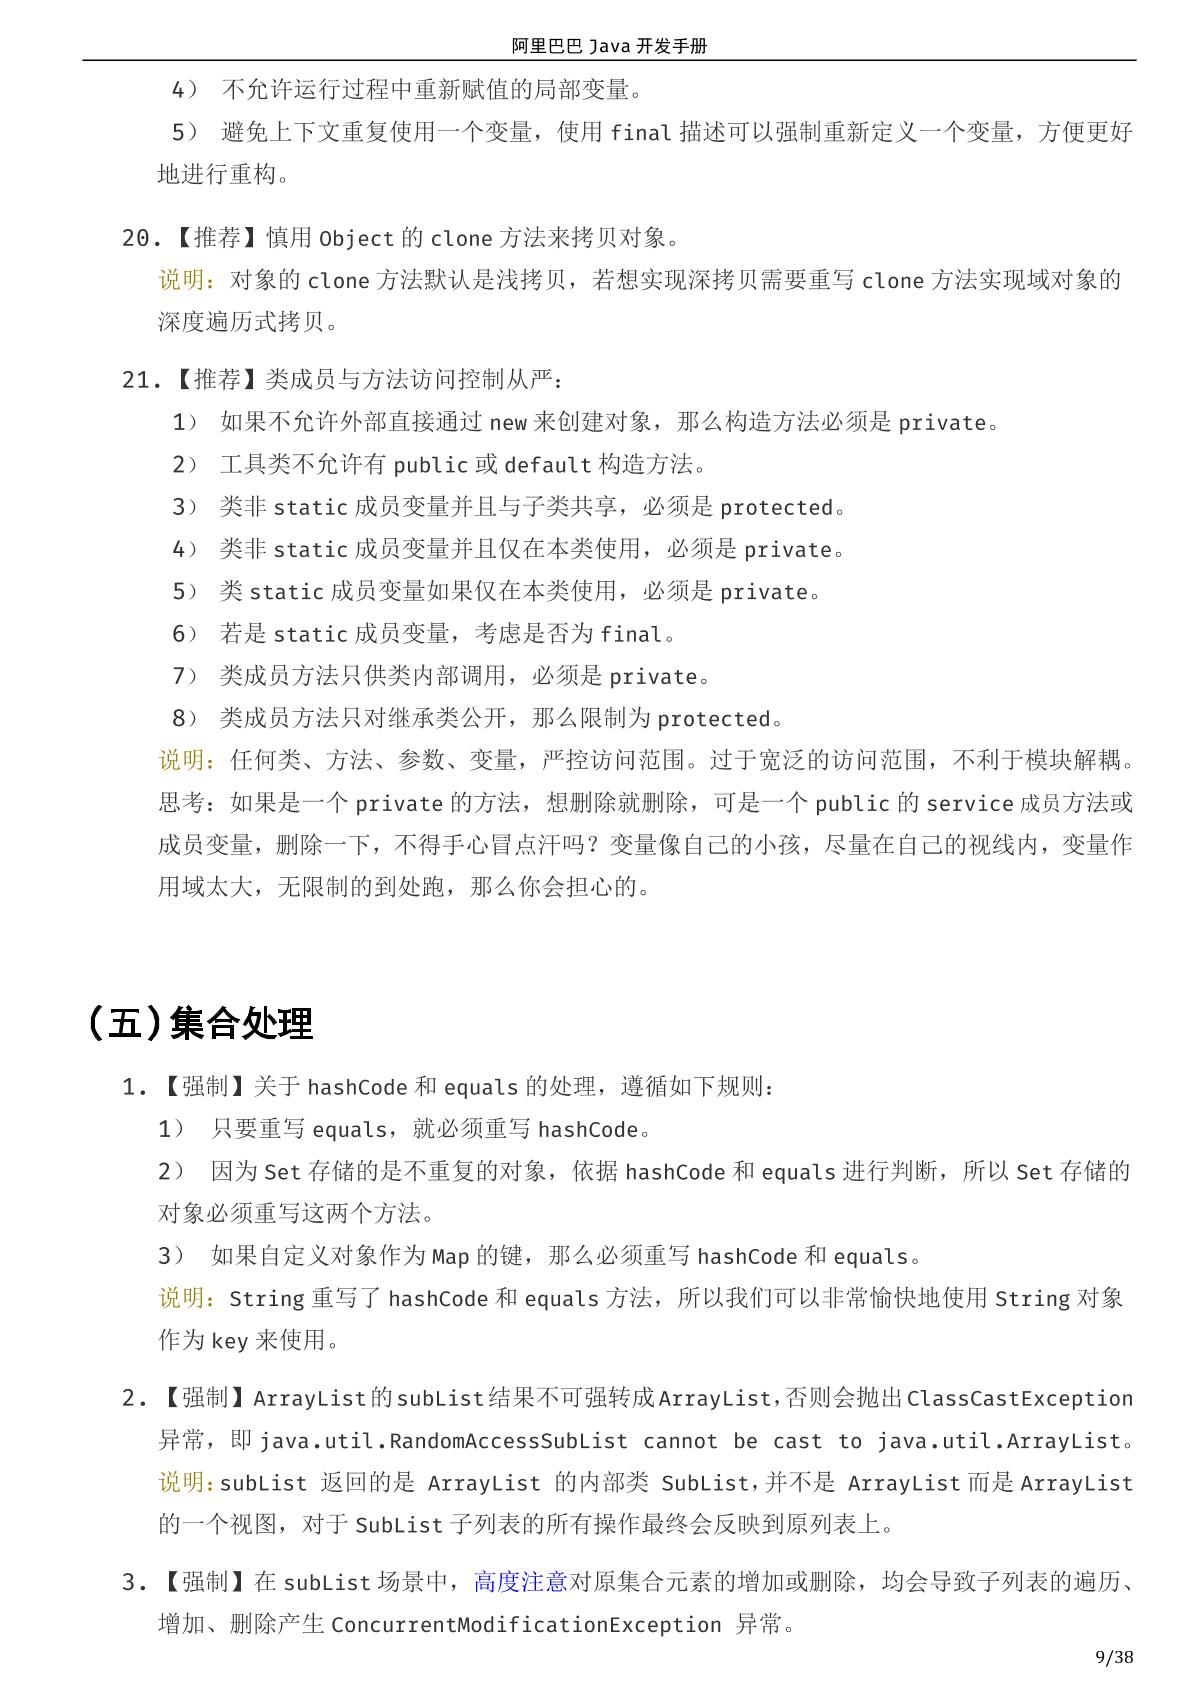 阿里巴巴 Java 开发手册
4） 不允许运行过程中重新赋值的局部变量。
5） 避免上下文重复使用一个变量，使用 final 描述可以强制重新定义一个变量，方便更好
地进行重构。
20.【推荐】慎用 Object 的 clone 方法来拷贝对象。
说明：对象的 clone 方法默认是浅拷贝，若想实现深拷贝需要重写 clone 方法实现域对象的
深度遍历式拷贝。
21.【推荐】类成员与方法访问控制从严：
1） 如果不允许外部直接通过 new 来创建对象，那么构造方法必须是 private。
2） 工具类不允许有 public 或 default 构造方法。
3） 类非 static 成员变量并且与子类共享，必须是 protected。
4） 类非 static 成员变量并且仅在本类使用，必须是 private。
5） 类 static 成员变量如果仅在本类使用，必须是 private。
6） 若是 static 成员变量，考虑是否为 final。
7） 类成员方法只供类内部调用，必须是 private。
8） 类成员方法只对继承类公开，那么限制为 protected。
说明：任何类、方法、参数、变量，严控访问范围。过于宽泛的访问范围，不利于模块解耦。
思考：如果是一个 private 的方法，想删除就删除，可是一个 public 的 service 成员方法或
成员变量，删除一下，不得手心冒点汗吗？变量像自己的小孩，尽量在自己的视线内，变量作
用域太大，无限制的到处跑，那么你会担心的。
(五)集合处理
1. 【强制】关于 hashCode 和 equals 的处理，遵循如下规则：
1） 只要重写 equals，就必须重写 hashCode。
2） 因为 Set 存储的是不重复的对象，依据 hashCode 和 equals 进行判断，所以 Set 存储的
对象必须重写这两个方法。
3） 如果自定义对象作为 Map 的键，那么必须重写 hashCode 和 equals。
说明：String 重写了 hashCode 和 equals 方法，所以我们可以非常愉快地使用 String 对象
作为 key 来使用。
2. 【强制】ArrayList的subList结果不可强转成ArrayList，否则会抛出ClassCastException
异常，即 java.util.RandomAccessSubList cannot be cast to java.util.ArrayList。
说明：subList 返回的是 ArrayList 的内部类 SubList，并不是 ArrayList 而是 ArrayList
的一个视图，对于 SubList 子列表的所有操作最终会反映到原列表上。
3. 【强制】在 subList 场景中，高度注意对原集合元素的增加或删除，均会导致子列表的遍历、
增加、删除产生 ConcurrentModificationException 异常。
9/38